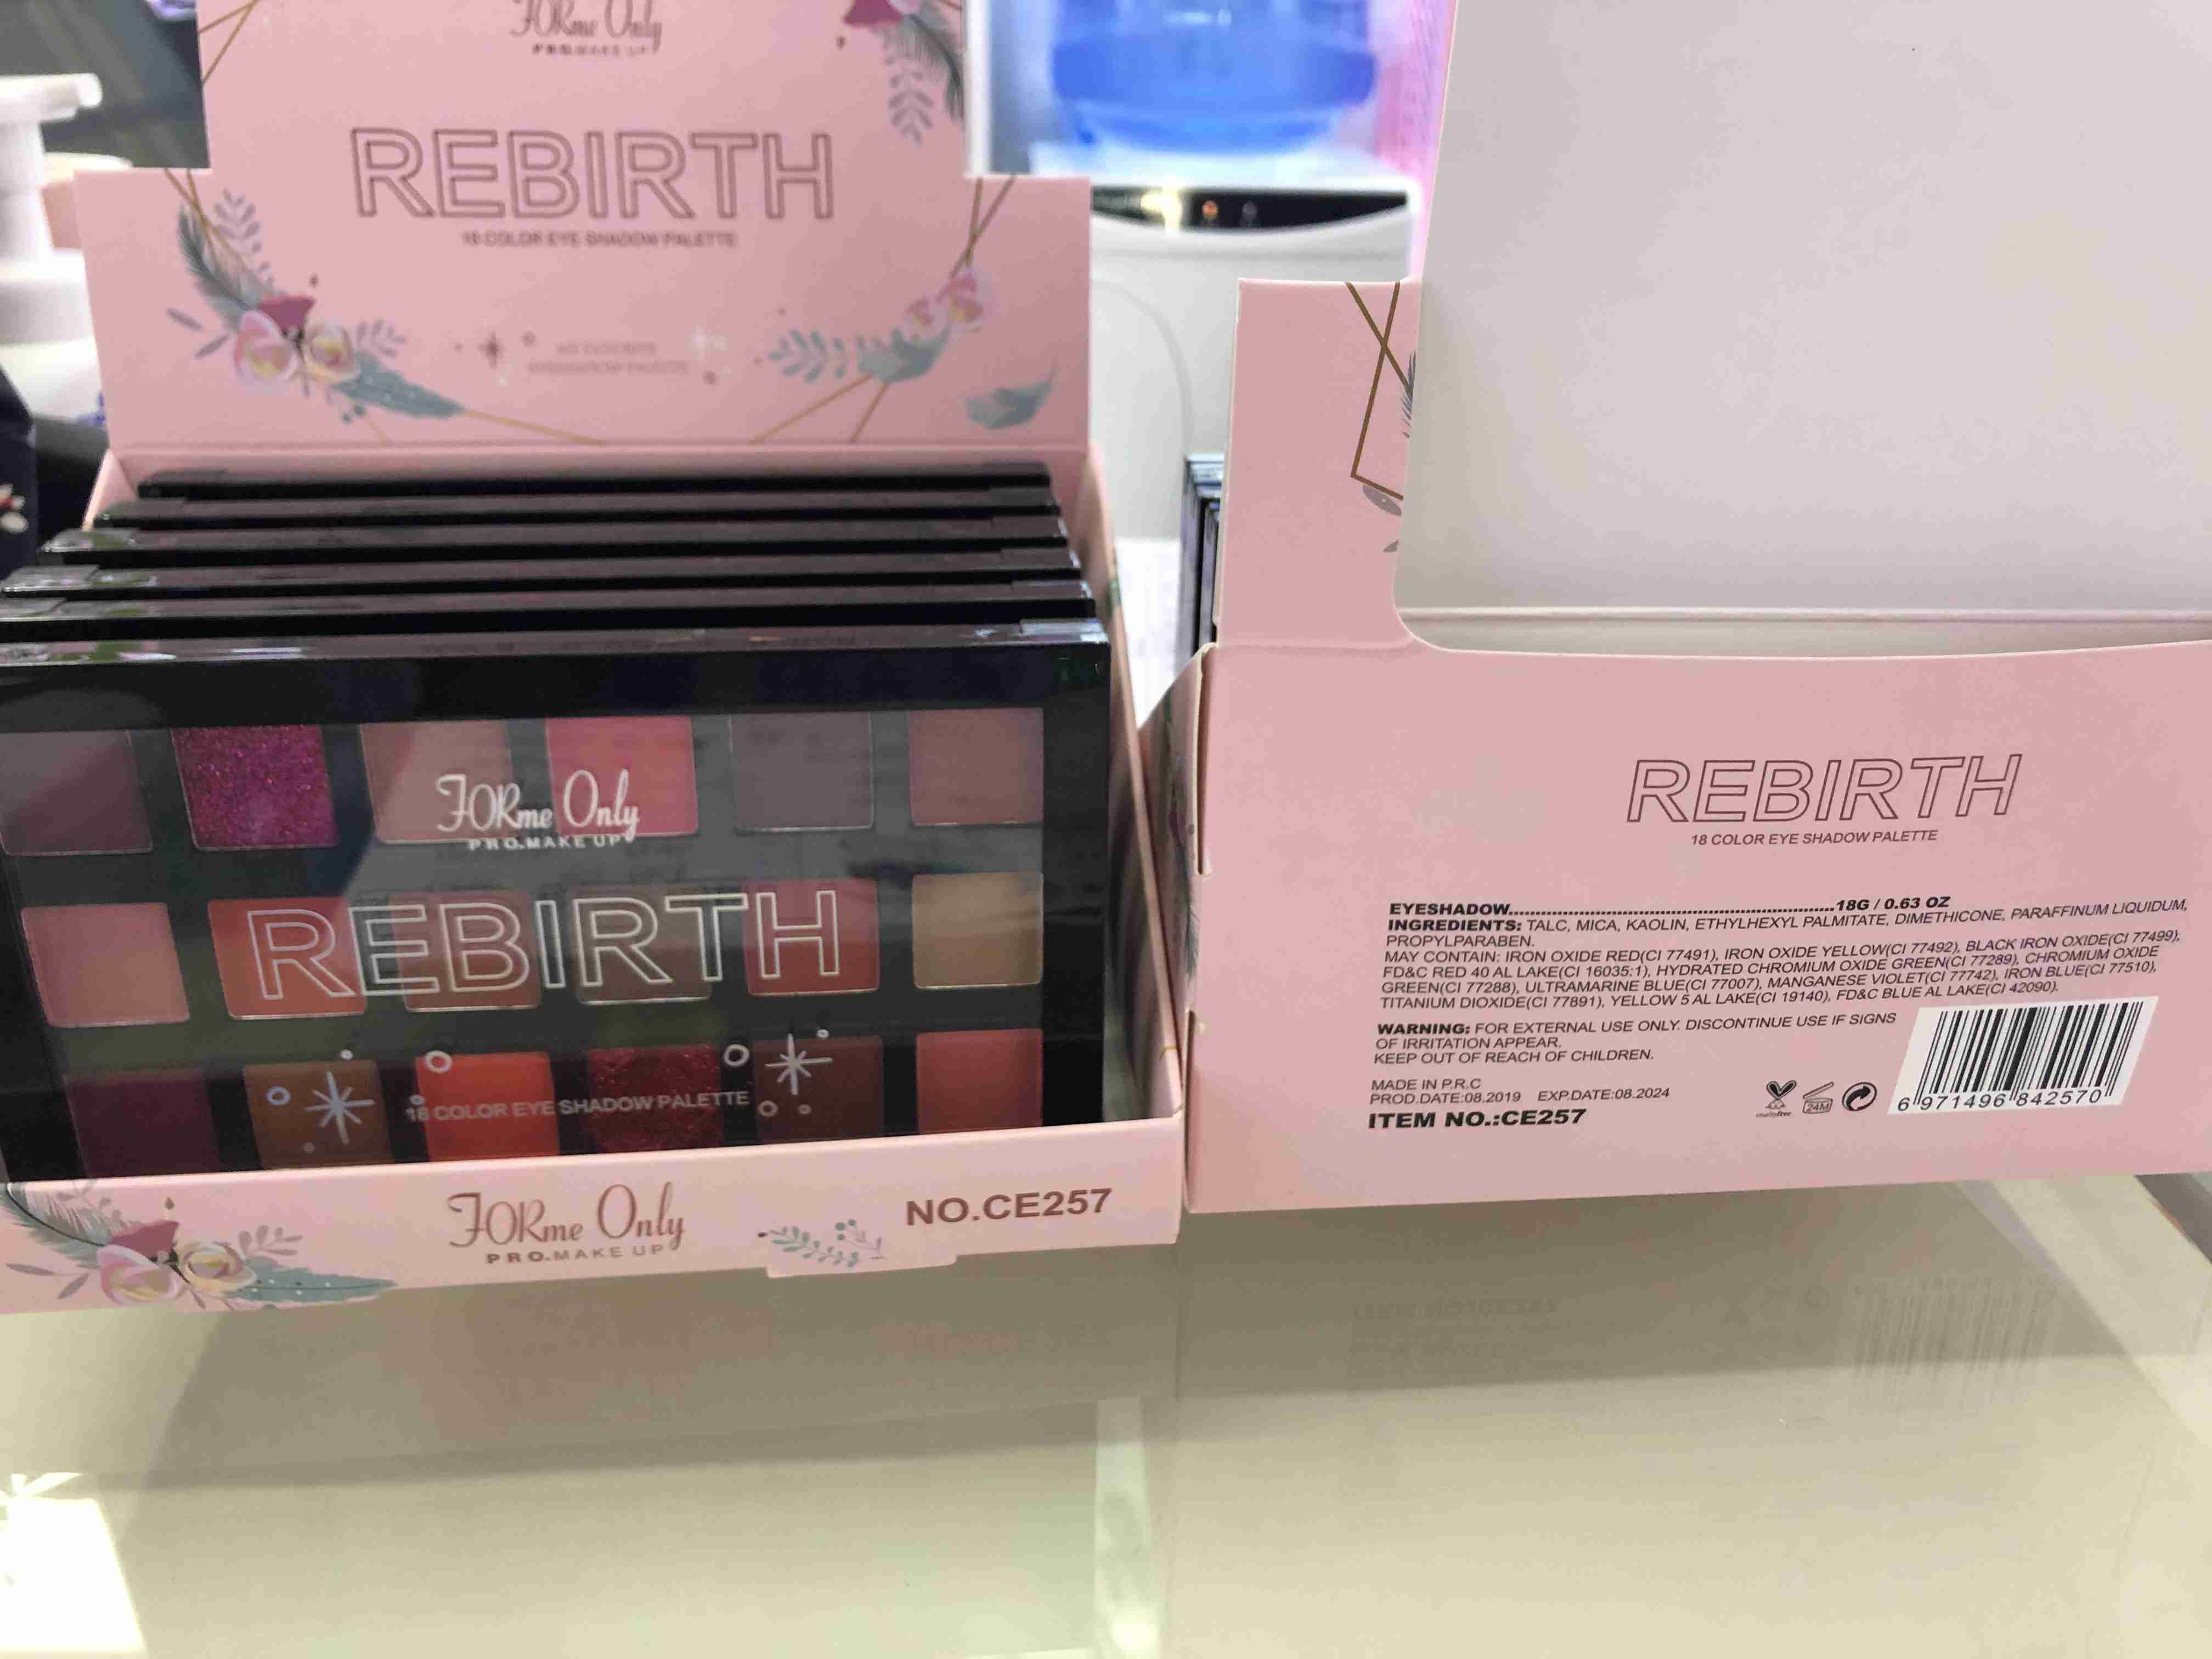 FORme Only
PRO.MAKE UP
REBIRTH
18 COLOR EYE SHADOW PALETTE
MY FAVORITE
EYESHADOW PALETTE
FORme Only
PRO.MAKE UP
REBIRTH
18 COLOR EYE SHADOW PALETTE
FORme Only
PRO.MAKE UP
NO.CE257
REBIRTH
18 COLOR EYE SHADOW PALETTE
EYESHADOW..................................................................18G / 0.63 OZ
INGREDIENTS: TALC, MICA, KAOLIN, ETHYLHEXYL PALMITATE, DIMETHICONE, PARAFFINUM LIQUIDUM,
PROPYLPARABEN.
MAY CONTAIN: IRON OXIDE RED(CI 77491), IRON OXIDE YELLOW(CI 77492), BLACK IRON OXIDE(CI 77499),
FD&C RED 40 AL LAKE(CI 16035:1), HYDRATED CHROMIUM OXIDE GREEN(CI 77289), CHROMIUM OXIDE
GREEN(CI 77288), ULTRAMARINE BLUE(CI 77007), MANGANESE VIOLET(CI 77742), IRON BLUE(CI 77510),
TITANIUM DIOXIDE(CI 77891), YELLOW 5 AL LAKE(CI 19140), FD&C BLUE AL LAKE(CI 42090).
WARNING: FOR EXTERNAL USE ONLY. DISCONTINUE USE IF SIGNS
OF IRRITATION APPEAR.
KEEP OUT OF REACH OF CHILDREN.
MADE IN P.R.C
PROD.DATE:08.2019 EXP.DATE:08.2024
ITEM NO.:CE257
crueltyfree
24M
6 971496 842570